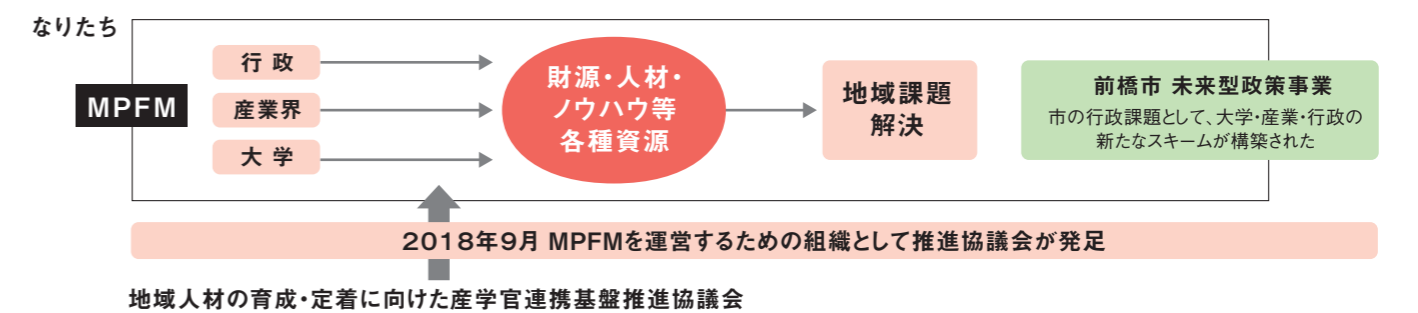 なりたち
MPFM
行政
産業界
大学
財源・人材・
ノウハウ等
各種資源
地域課題
解決
前橋市 未来型政策事業
市の行政課題として、大学・産業・行政の
新たなスキームが構築された
2018年9月 MPFMを運営するための組織として推進協議会が発足
地域人材の育成・定着に向けた産学官連携基盤推進協議会